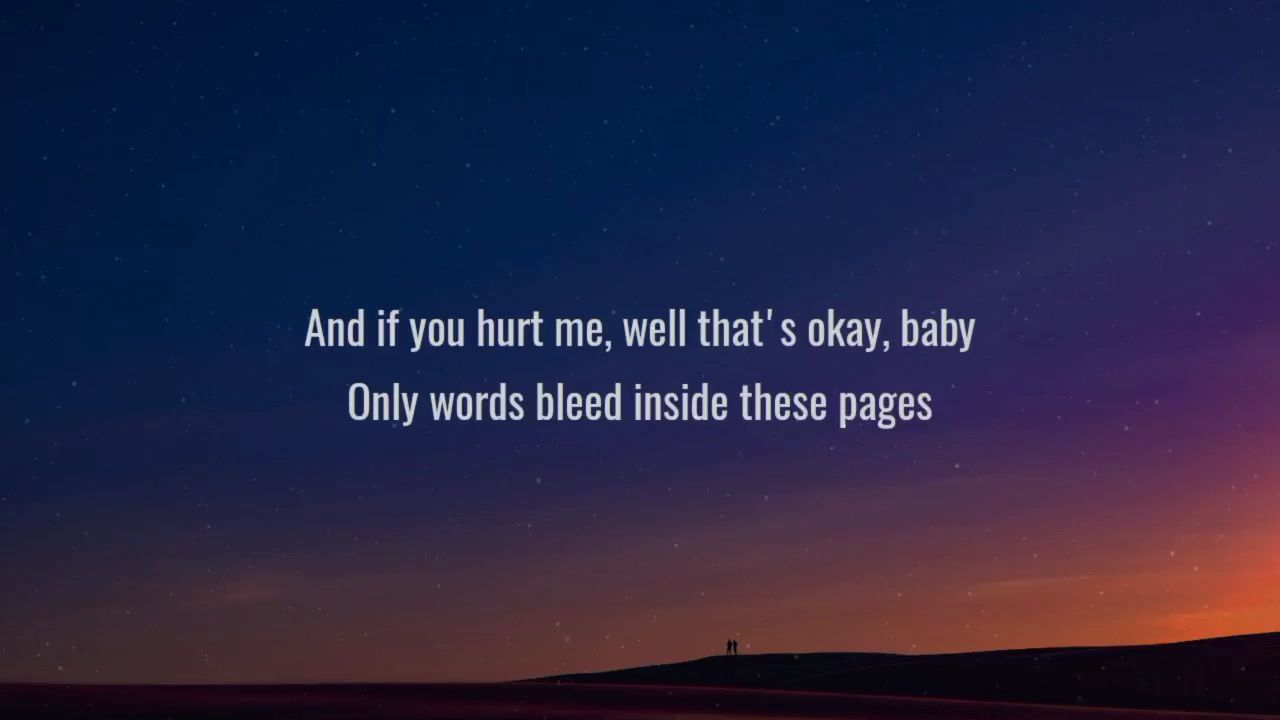 And if you hurt me, well that's okay, baby
Only words bleed inside these pages